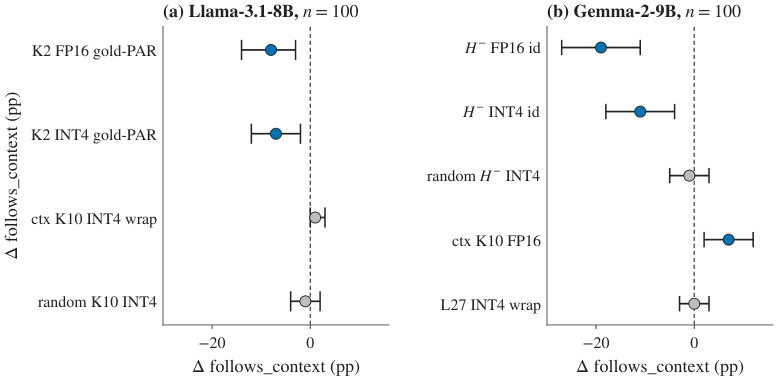 (a) Llama-3.1-8B, n = 100
Δ follows_context (pp)
K2 FP16 gold-PAR
K2 INT4 gold-PAR
ctx K10 INT4 wrap
random K10 INT4
−20
0
Δ follows_context (pp)
(b) Gemma-2-9B, n = 100
H⁻ FP16 id
H⁻ INT4 id
random H⁻ INT4
ctx K10 FP16
L27 INT4 wrap
−20
0
Δ follows_context (pp)